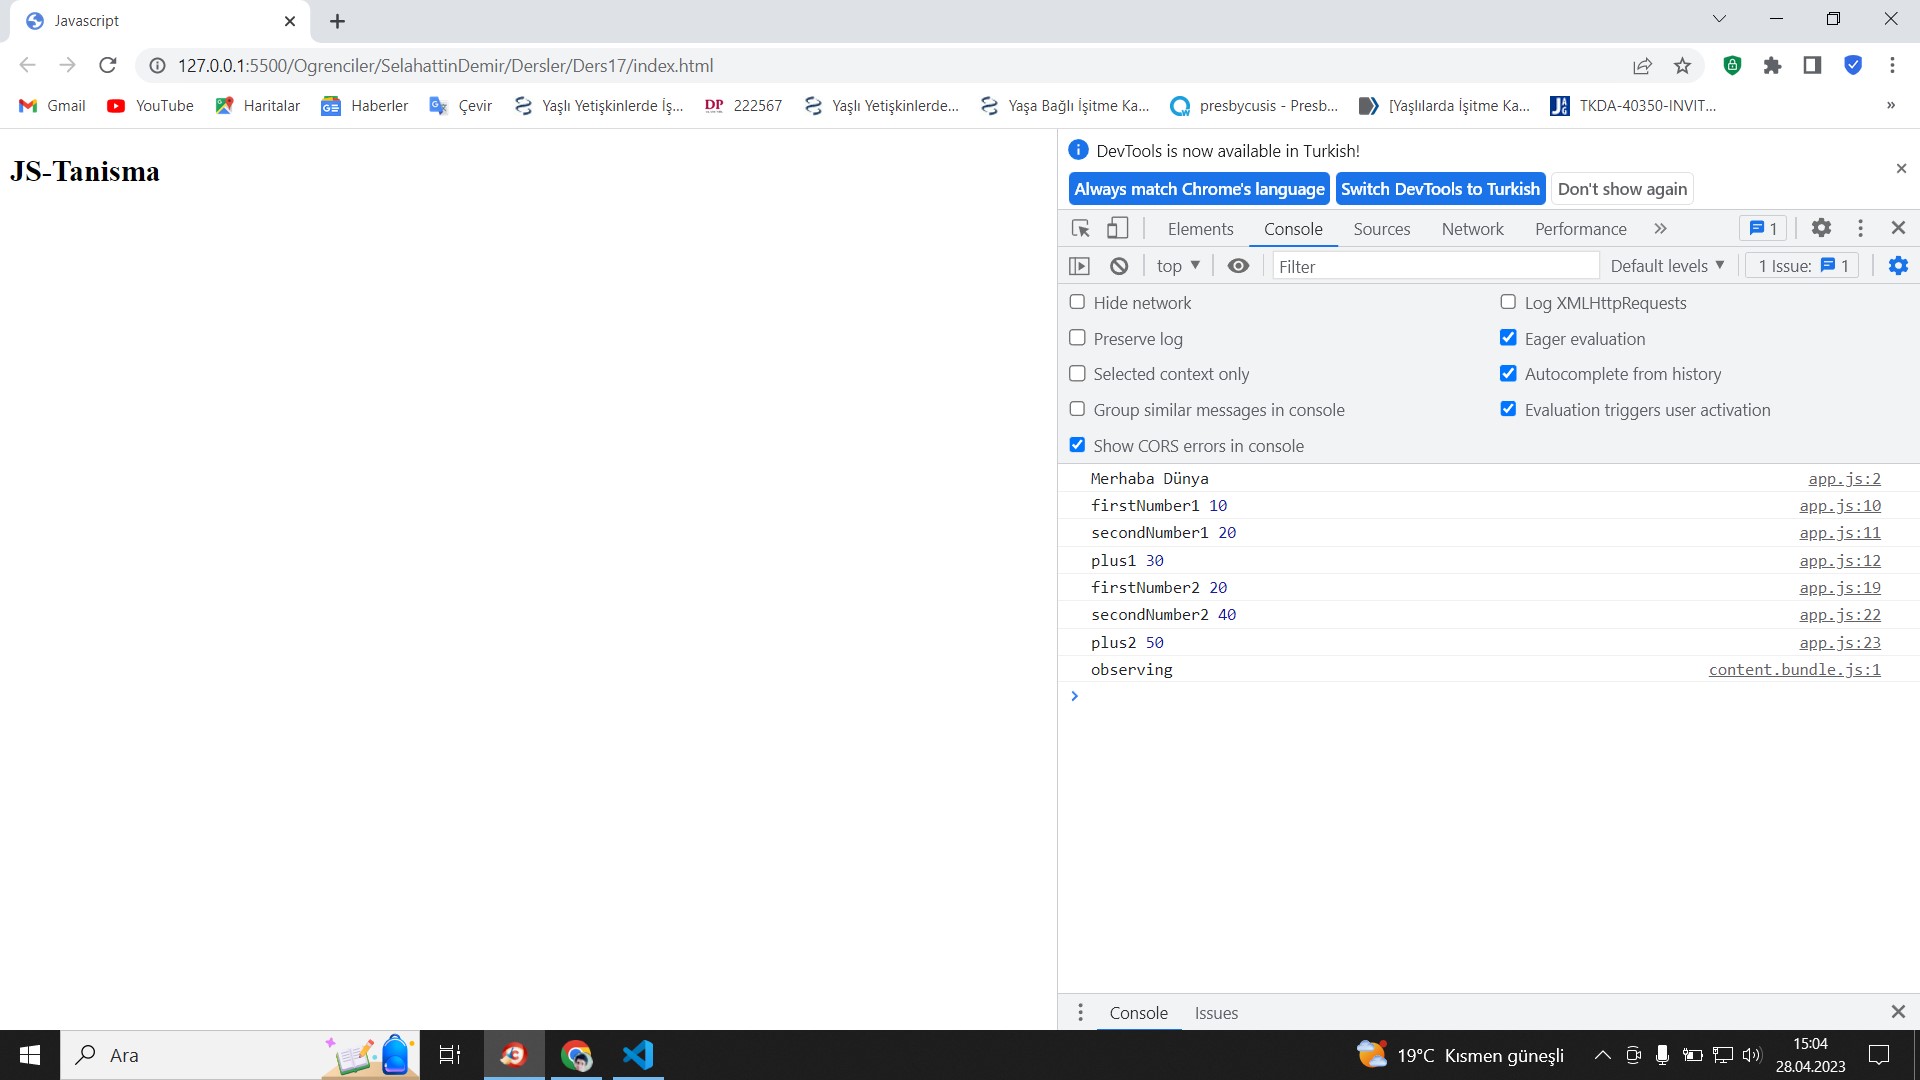 Javascript
127.0.0.1:5500/Ogrenciler/SelahattinDemir/Dersler/Ders17/index.html
Gmail YouTube Haritalar Haberler Çevir Yaşlı Yetişkinlerde İş... DP 222567 Yaşlı Yetişkinlerde... Yaşa Bağlı İşitme Ka... presbycusis - Presb... [Yaşlılarda İşitme Ka... TKDA-40350-INVIT... »
JS-Tanisma
DevTools is now available in Turkish!
Always match Chrome's language Switch DevTools to Turkish Don't show again
Elements Console Sources Network Performance » 1
top Filter Default levels 1 Issue: 1
Hide network Log XMLHttpRequests
Preserve log Eager evaluation
Selected context only Autocomplete from history
Group similar messages in console Evaluation triggers user activation
Show CORS errors in console
Merhaba Dünya app.js:2
firstNumber1 10 app.js:10
secondNumber1 20 app.js:11
plus1 30 app.js:12
firstNumber2 20 app.js:19
secondNumber2 40 app.js:22
plus2 50 app.js:23
observing content.bundle.js:1
Console Issues
Ara 19°C Kısmen güneşli 15:04
28.04.2023